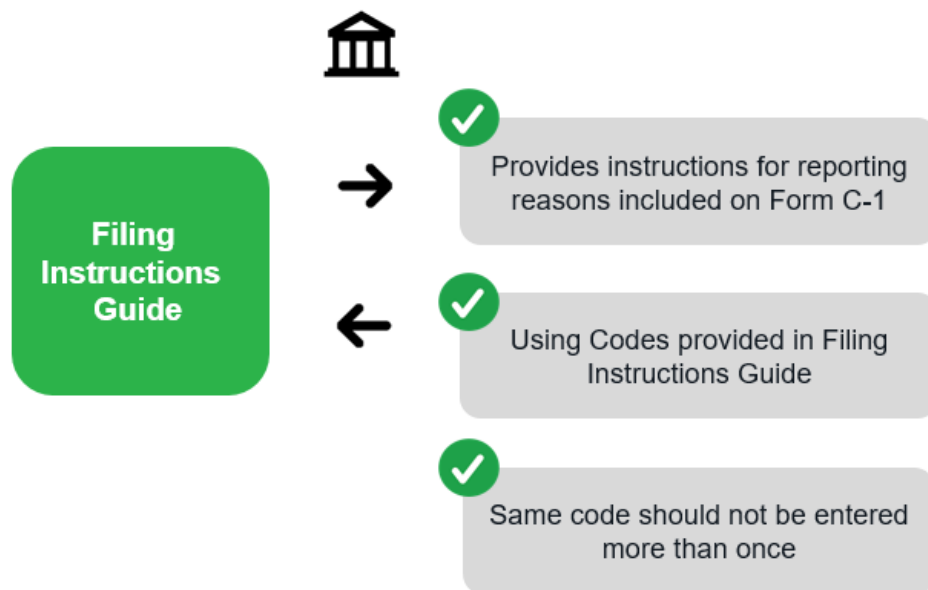 Filing
Instructions
Guide
Provides instructions for reporting
reasons included on Form C-1
Using Codes provided in Filing
Instructions Guide
Same code should not be entered
more than once